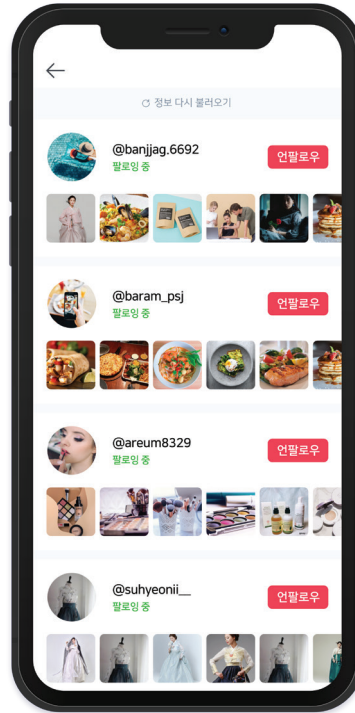 정보 다시 불러오기
@banjjag.6692
팔로잉 중
언팔로우
@baram_psj
팔로잉 중
언팔로우
@areum8329
팔로잉 중
언팔로우
@suhyeonii__
팔로잉 중
언팔로우